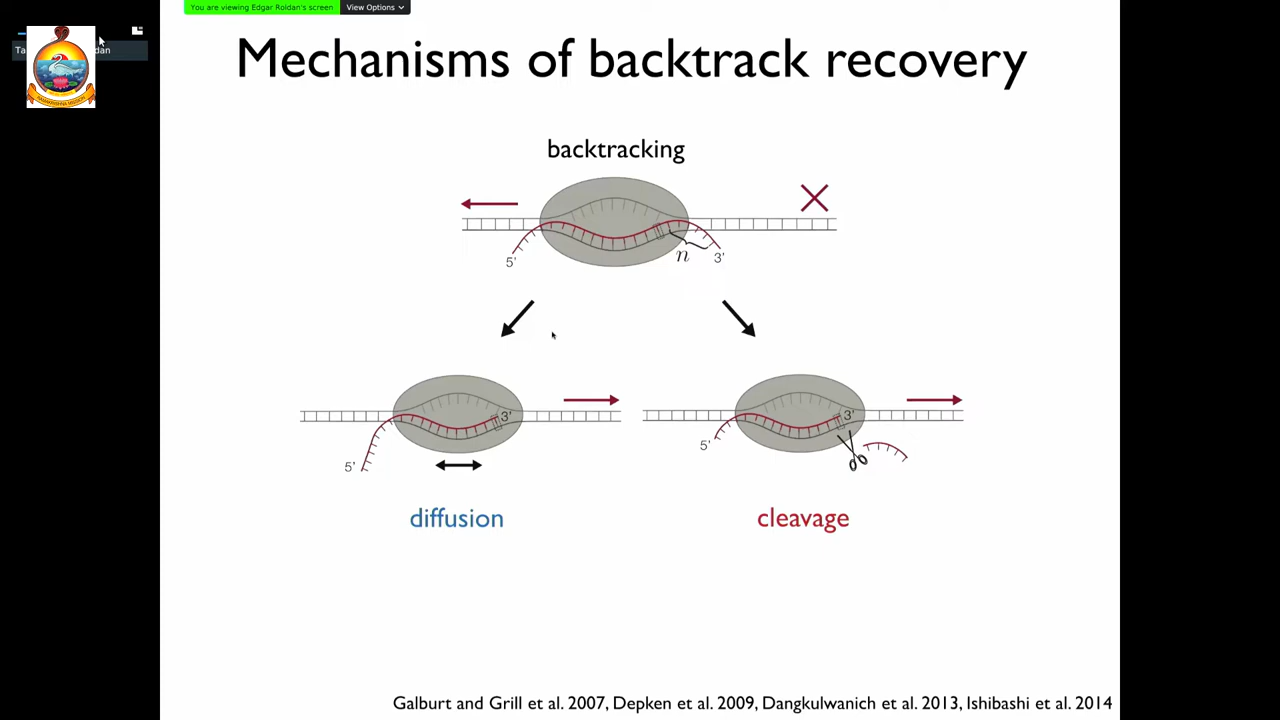 You are viewing Edgar Roldan's screen View Options
Mechanisms of backtrack recovery
backtracking
5' n 3'
3' 3'
5' 5'
diffusion cleavage
Galburt and Grill et al. 2007, Depken et al. 2009, Dangkulwanich et al. 2013, Ishibashi et al. 2014